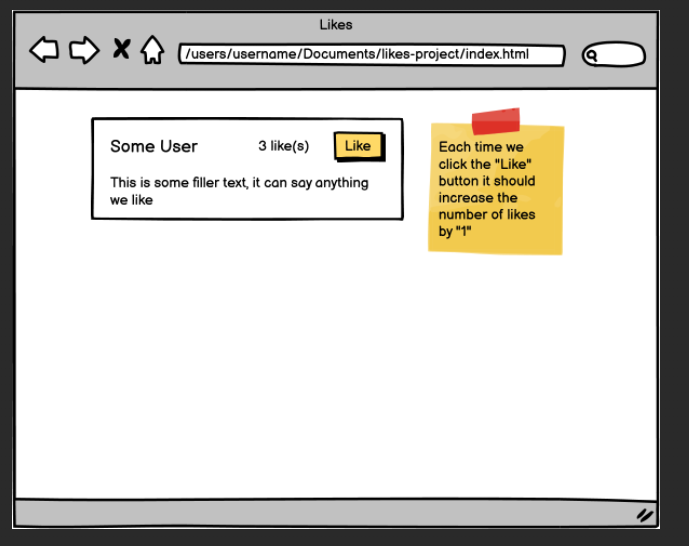 Likes
/users/username/Documents/likes-project/index.html
Some User
3 like(s)
Like
This is some filler text, it can say anything
we like
Each time we
click the "Like"
button it should
increase the
number of likes
by "1"